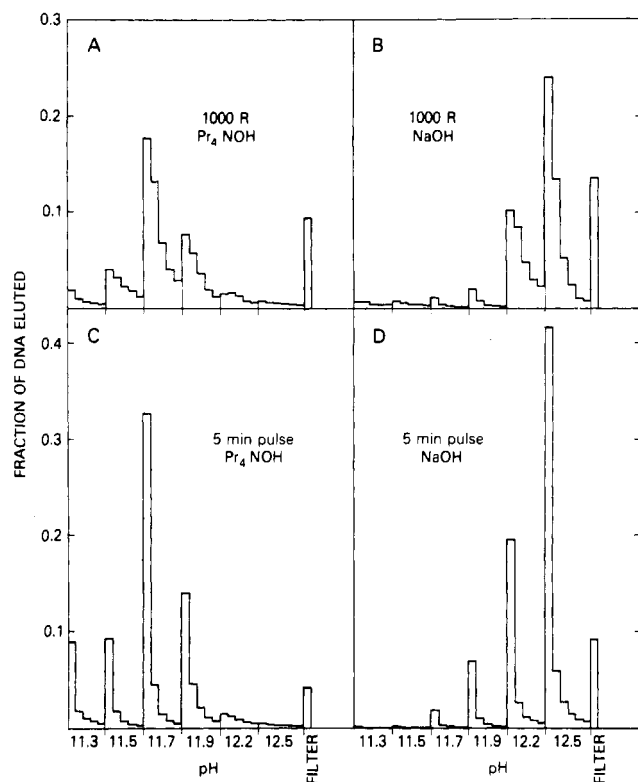 FRACTION OF DNA ELUTED
0.3
0.2
0.1
A
1000 R
Pr4 NOH
B
1000 R
NaOH
0.4
0.3
0.2
0.1
C
5 min pulse
Pr4 NOH
D
5 min pulse
NaOH
11.3 11.5 11.7 11.9 12.2 12.5 FILTER
11.3 11.5 11.7 11.9 12.2 12.5 FILTER
pH
pH